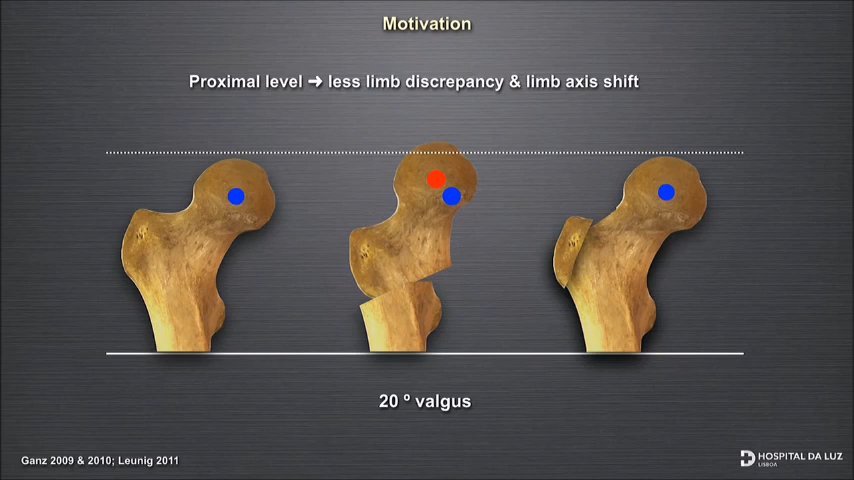 Motivation
Proximal level ➜ less limb discrepancy & limb axis shift
20 º valgus
Ganz 2009 & 2010; Leunig 2011
HOSPITAL DA LUZ
LISBOA